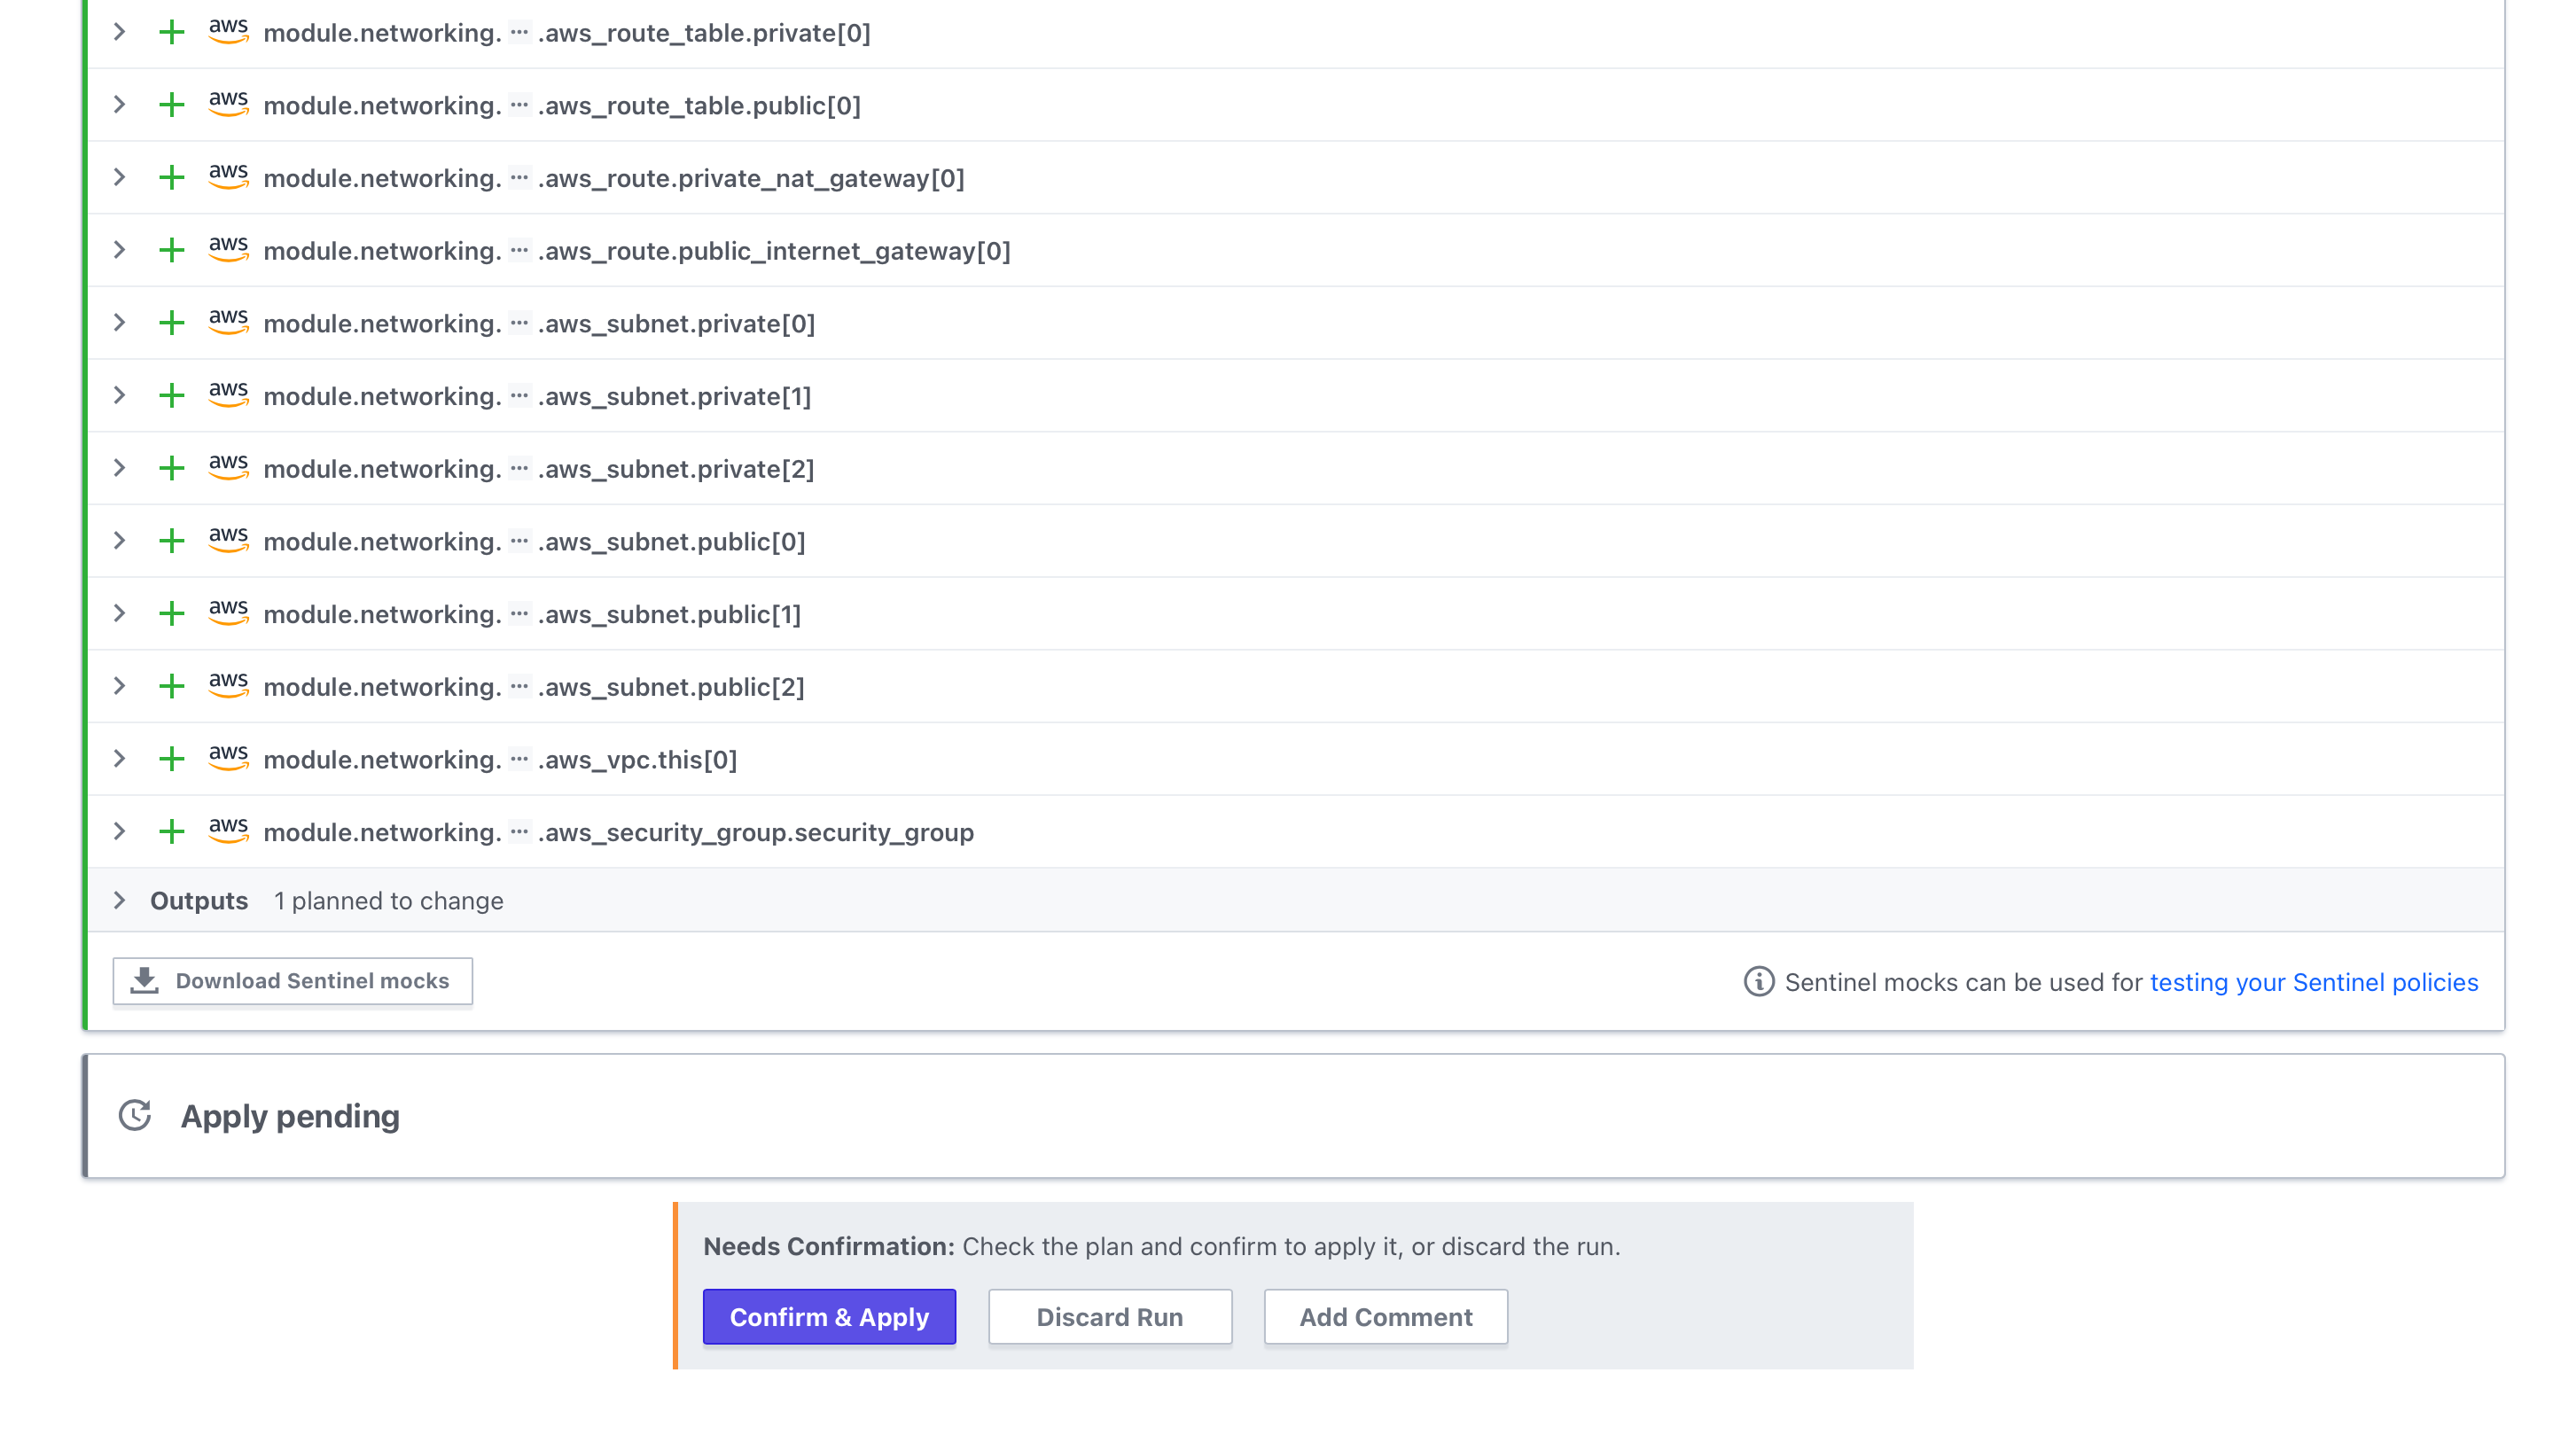 aws module.networking. ... .aws_route_table.private[0]
aws module.networking. ... .aws_route_table.public[0]
aws module.networking. ... .aws_route.private_nat_gateway[0]
aws module.networking. ... .aws_route.public_internet_gateway[0]
aws module.networking. ... .aws_subnet.private[0]
aws module.networking. ... .aws_subnet.private[1]
aws module.networking. ... .aws_subnet.private[2]
aws module.networking. ... .aws_subnet.public[0]
aws module.networking. ... .aws_subnet.public[1]
aws module.networking. ... .aws_subnet.public[2]
aws module.networking. ... .aws_vpc.this[0]
aws module.networking. ... .aws_security_group.security_group
Outputs 1 planned to change
Download Sentinel mocks
Sentinel mocks can be used for testing your Sentinel policies
Apply pending
Needs Confirmation: Check the plan and confirm to apply it, or discard the run.
Confirm & Apply
Discard Run
Add Comment